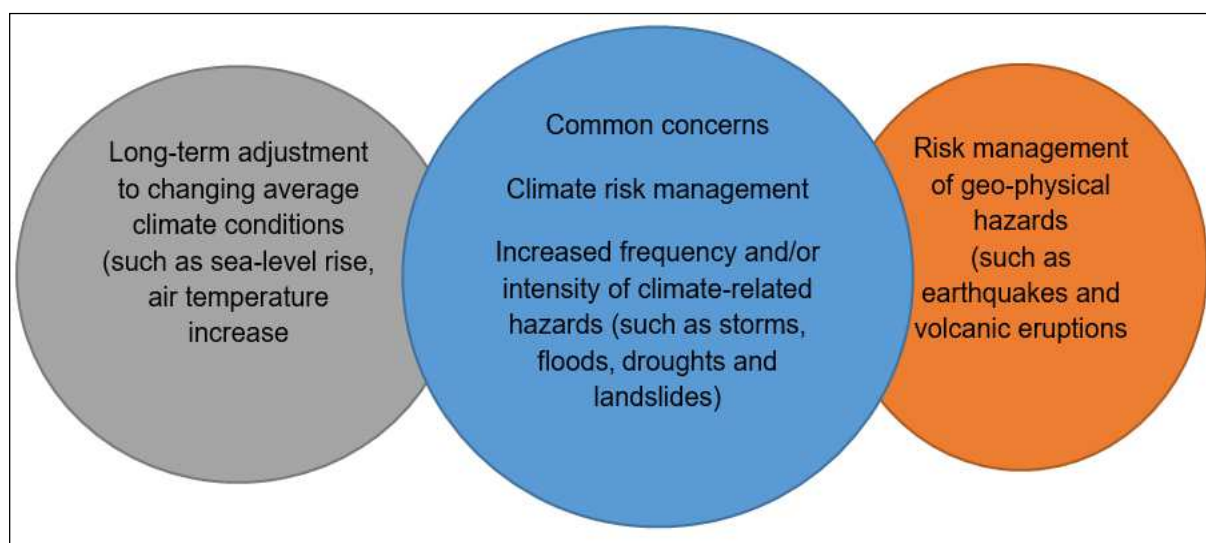 Long-term adjustment
to changing average
climate conditions
(such as sea-level rise,
air temperature
increase
Common concerns
Climate risk management
Increased frequency and/or
intensity of climate-related
hazards (such as storms,
floods, droughts and
landslides)
Risk management
of geo-physical
hazards
(such as
earthquakes and
volcanic eruptions